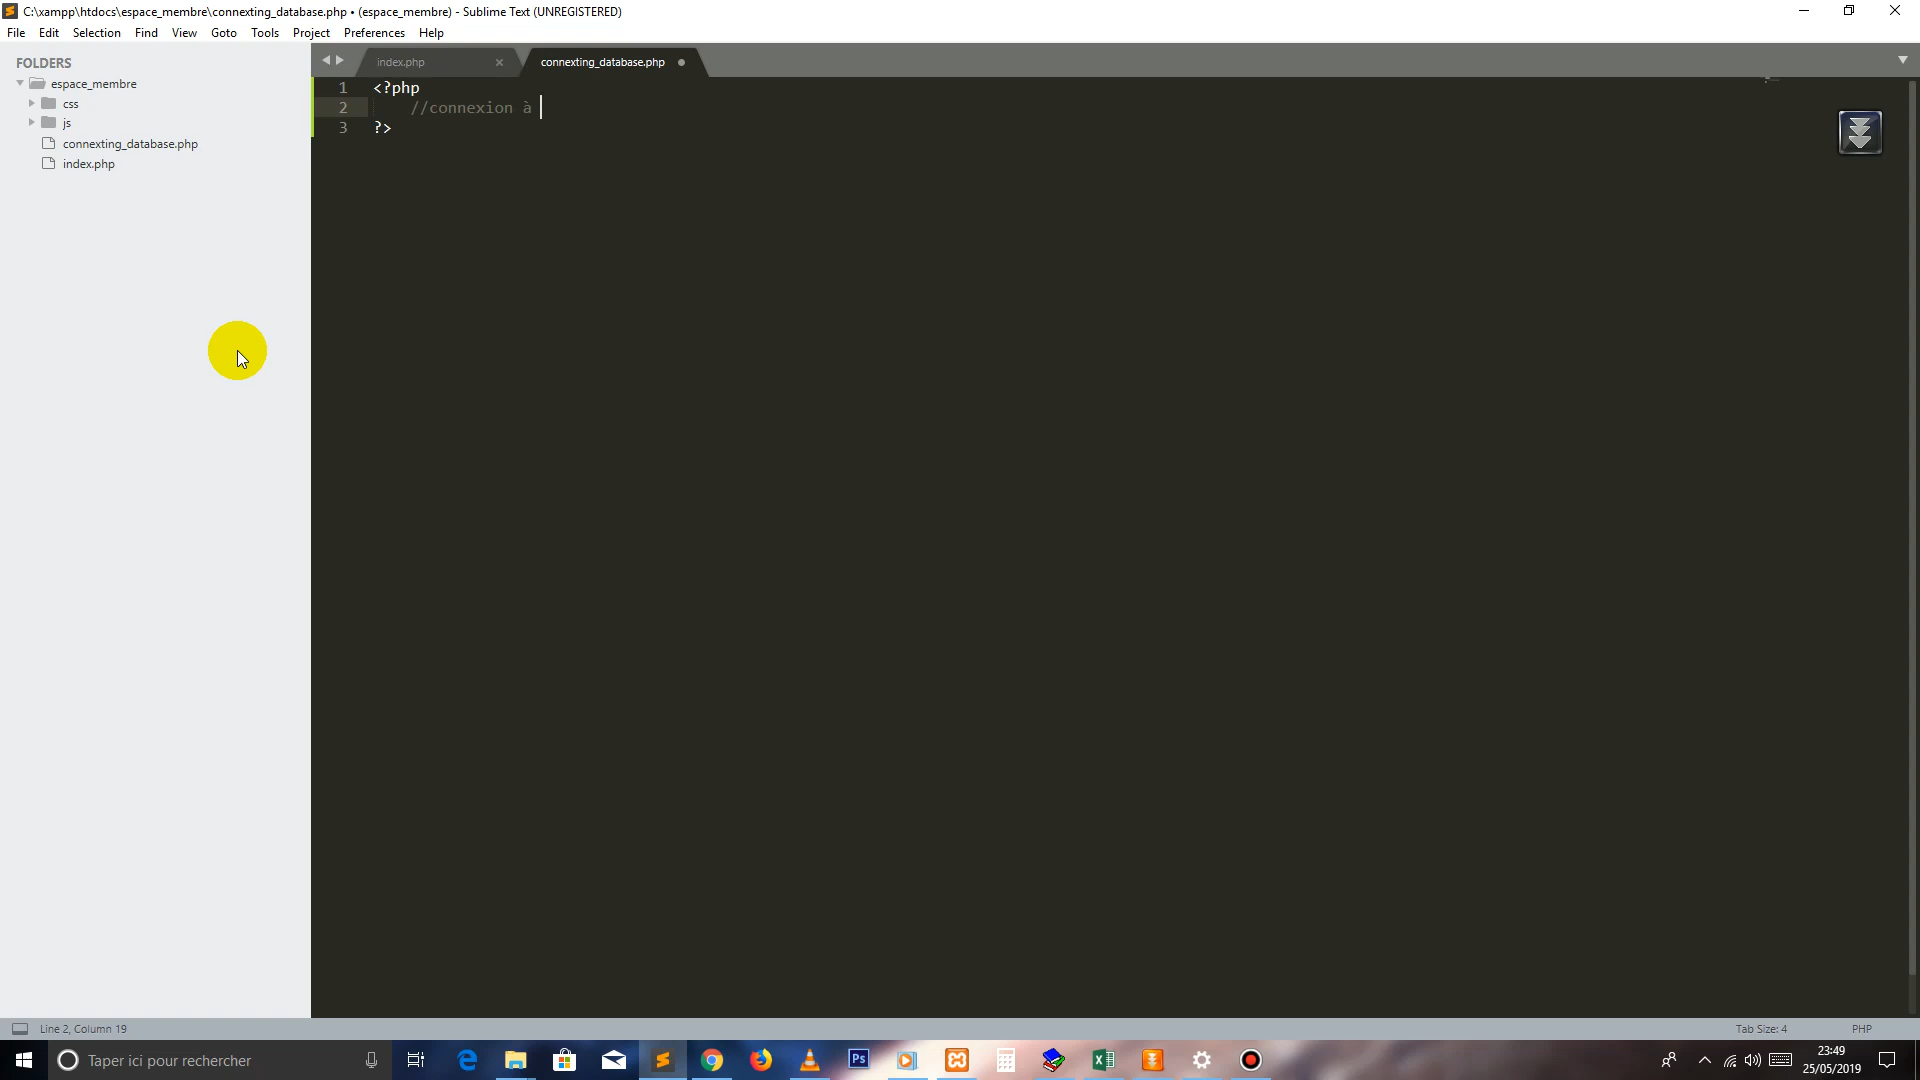 C:\xampp\htdocs\espace_membre\connexting_database.php • (espace_membre) - Sublime Text (UNREGISTERED)
File Edit Selection Find View Goto Tools Project Preferences Help
FOLDERS
espace_membre
css
js
connexting_database.php
index.php
index.php connexting_database.php
1 <?php
2 //connexion à
3 ?>
Line 2, Column 19 Tab Size: 4 PHP
Taper ici pour rechercher
Ps
23:49
25/05/2019